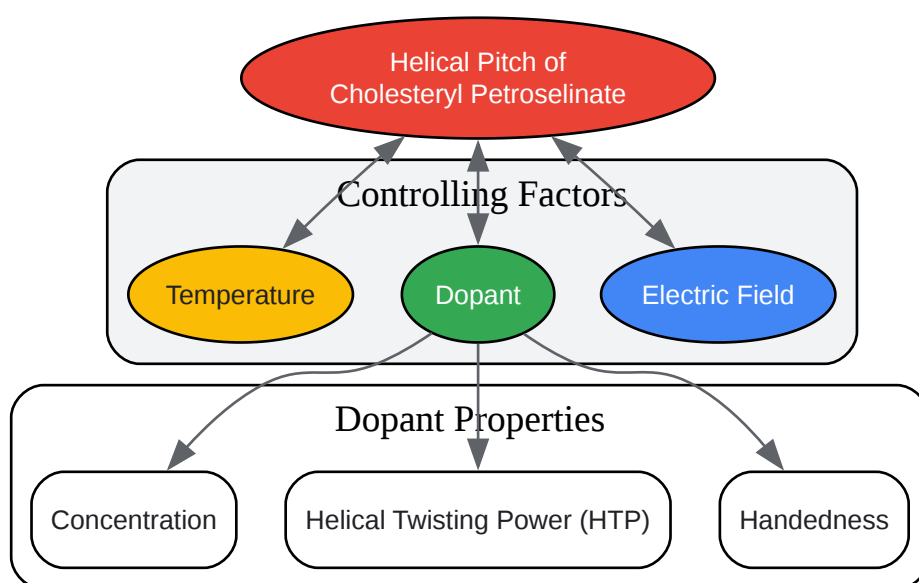 Helical Pitch of
Cholesteryl Petroselinate
Controlling Factors
Temperature
Dopant
Electric Field
Dopant Properties
Concentration
Helical Twisting Power (HTP)
Handedness